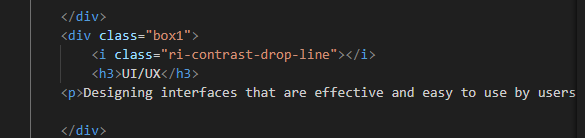 </div>
<div class="box1">
<i class="ri-contrast-drop-line"></i>
<h3>UI/UX</h3>
<p>Designing interfaces that are effective and easy to use by users
</div>